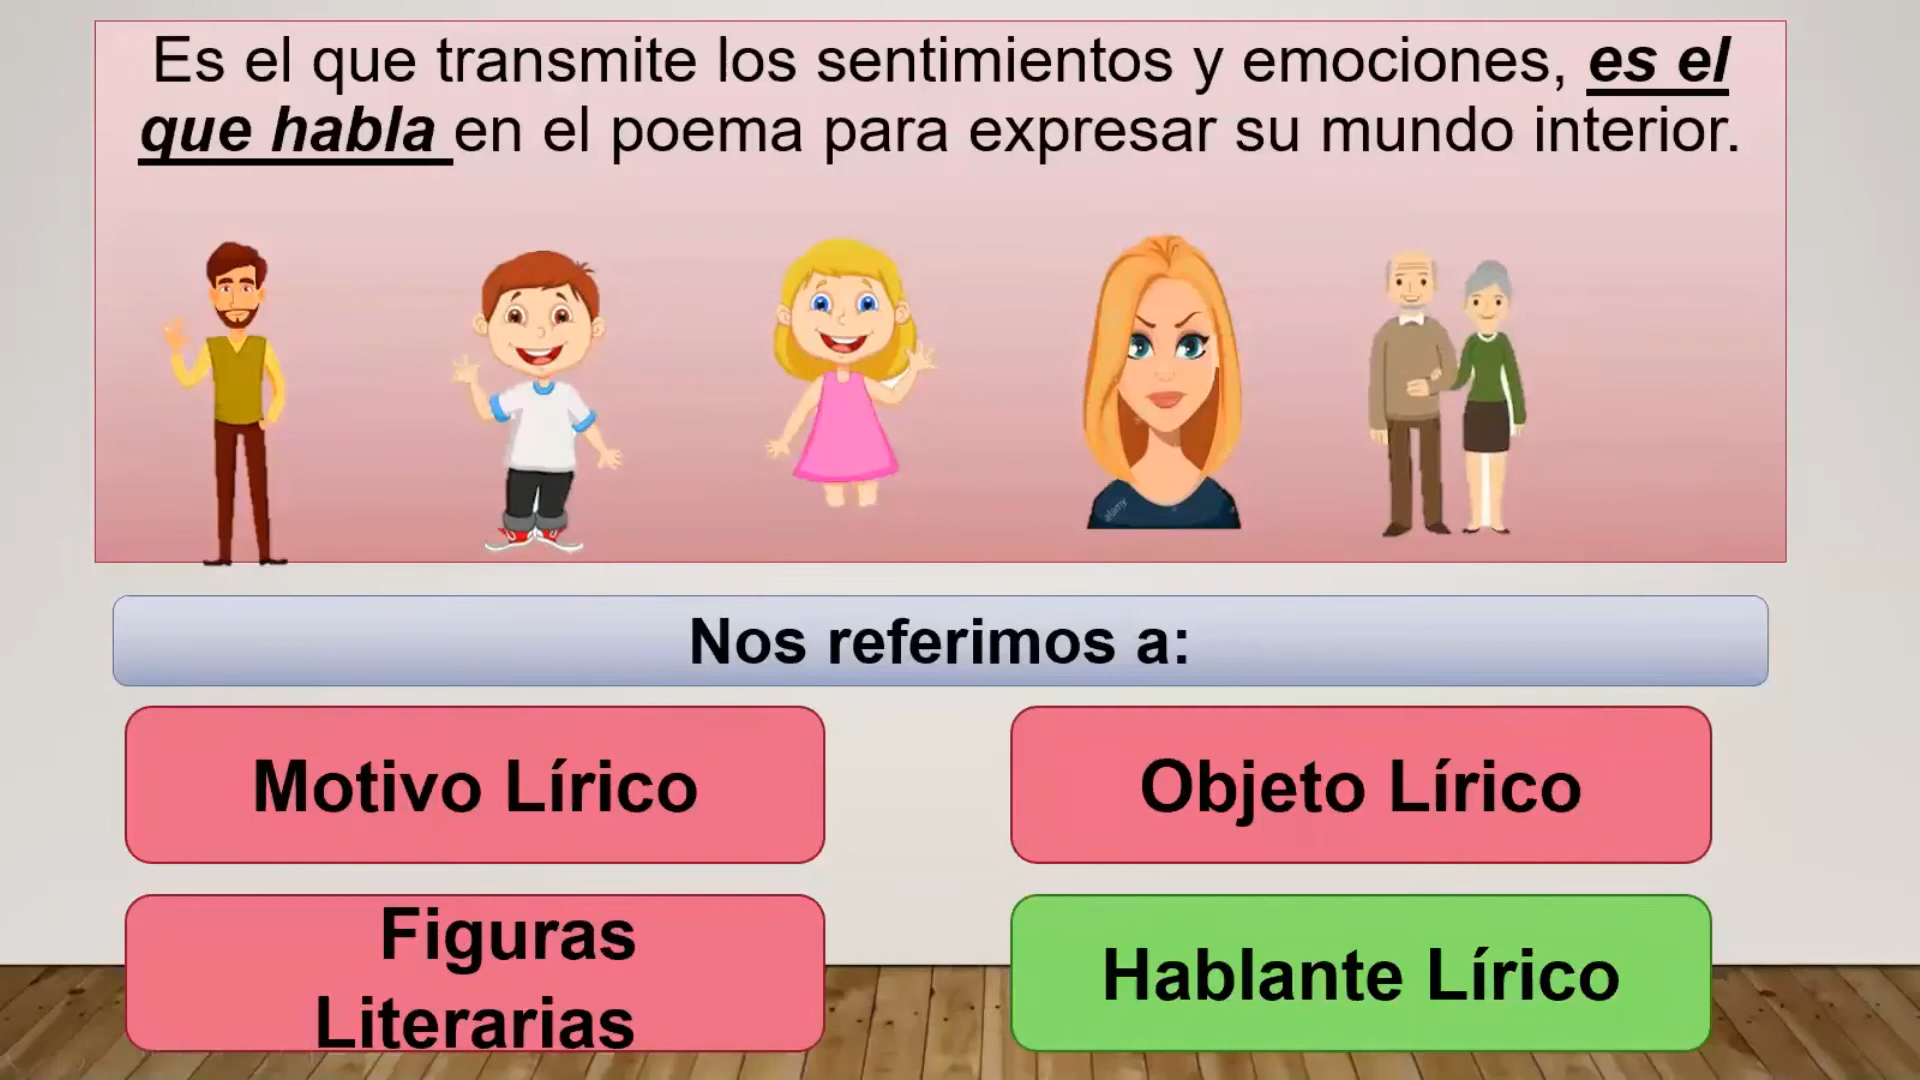 Es el que transmite los sentimientos y emociones, es el
que habla en el poema para expresar su mundo interior.
alamy
Nos referimos a:
Motivo Lírico
Objeto Lírico
Figuras
Literarias
Hablante Lírico